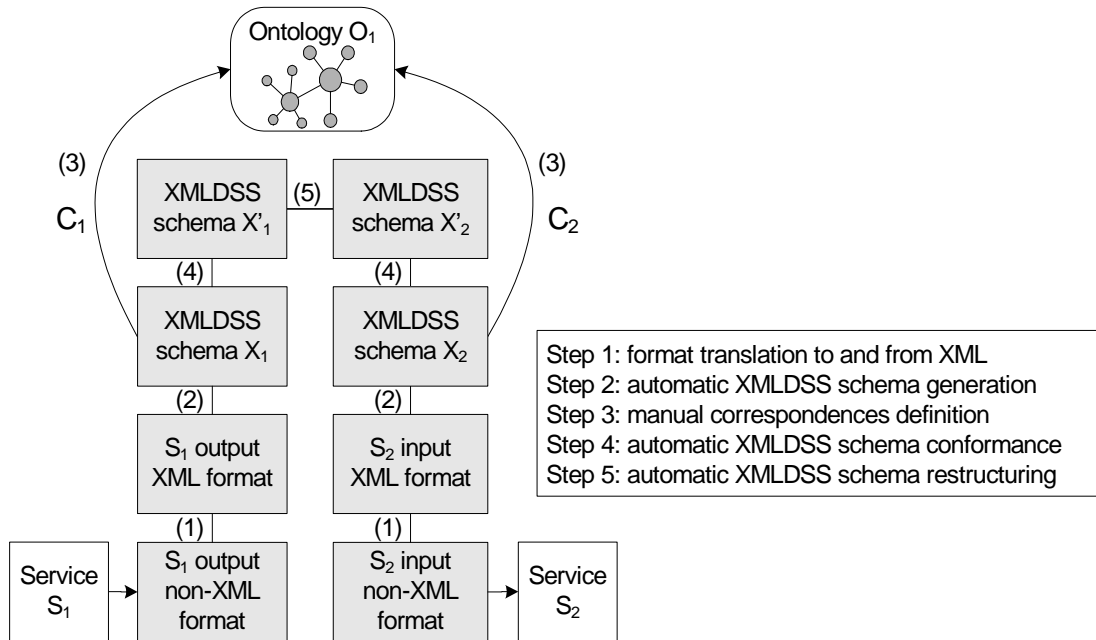 Ontology O₁
(3)
(3)
C₁
C₂
XMLDSS
schema X'₁
(5)
XMLDSS
schema X'₂
(4)
(4)
XMLDSS
schema X₁
XMLDSS
schema X₂
(2)
(2)
S₁ output
XML format
S₂ input
XML format
(1)
(1)
Service
S₁
S₁ output
non-XML
format
S₂ input
non-XML
format
Service
S₂
Step 1: format translation to and from XML
Step 2: automatic XMLDSS schema generation
Step 3: manual correspondences definition
Step 4: automatic XMLDSS schema conformance
Step 5: automatic XMLDSS schema restructuring